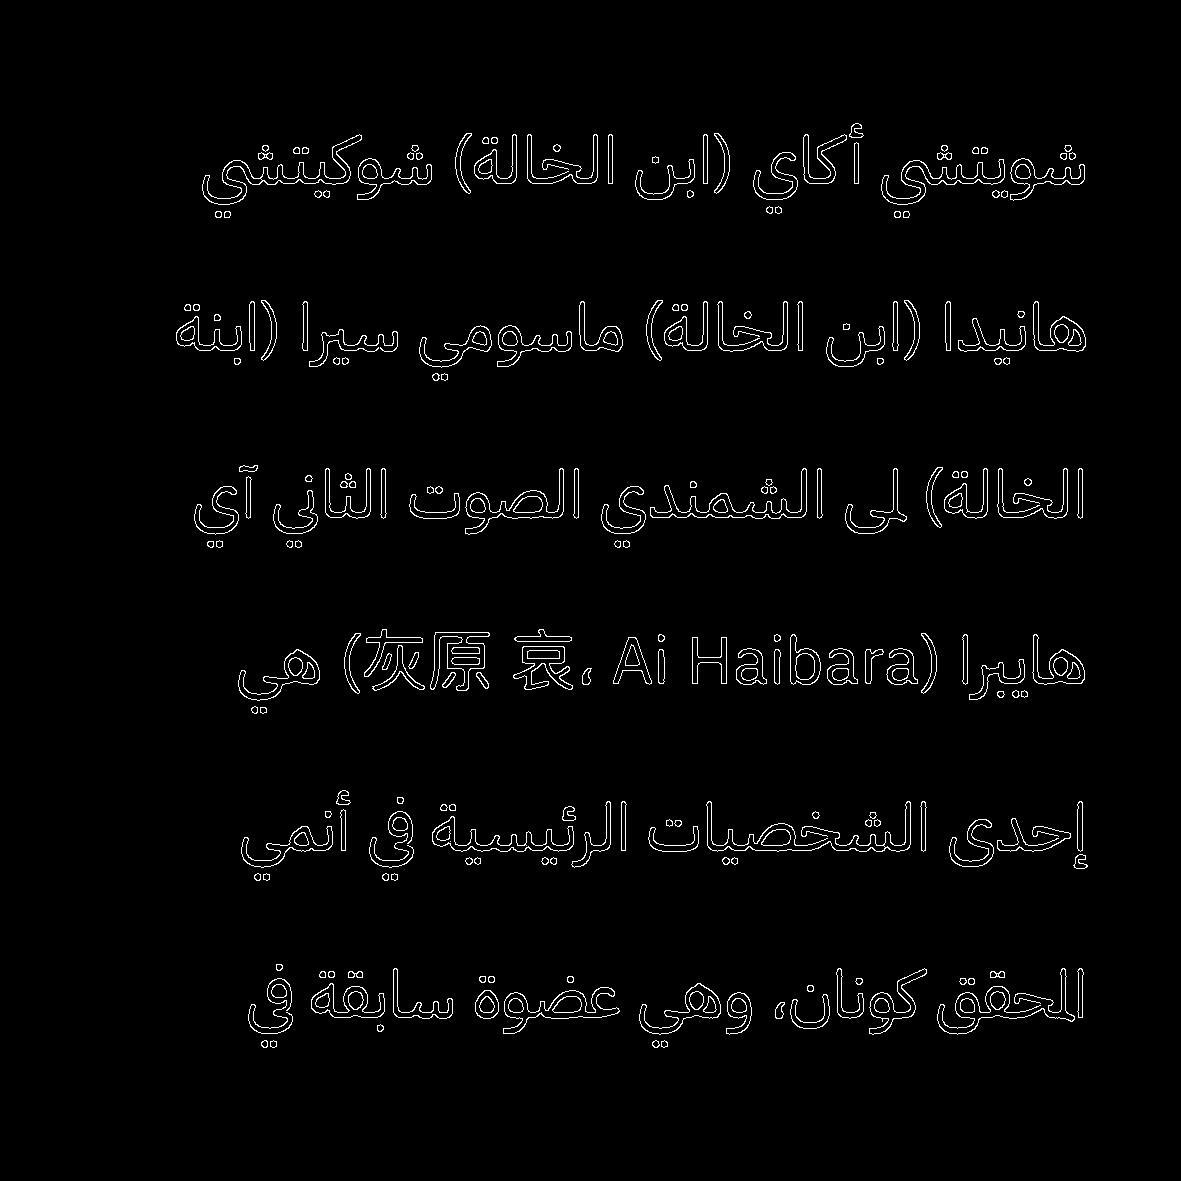 شويتشي أكاي (ابن الخالة) شوكيتشي
هانيدا (ابن الخالة) ماسومي سيرا (ابنة
الخالة) لمى الشمندي الصوت الثاني آي
هايبرا (灰原 哀، Ai Haibara) هي
إحدى الشخصيات الرئيسية في أنمي
المحقق كونان، وهي عضوة سابقة في